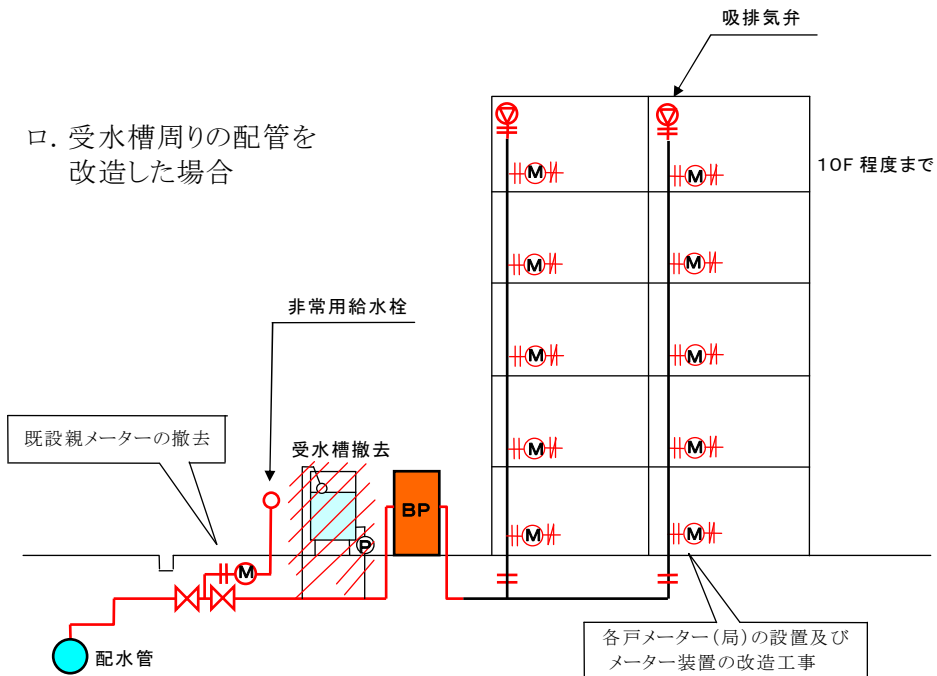 吸排気弁
ロ. 受水槽周りの配管を
改造した場合
10F 程度まで
M
M
M
M
非常用給水栓
M
M
既設親メーターの撤去
受水槽撤去
M
M
BP
P
M
M
M
配水管
各戸メーター(局)の設置及び
メーター装置の改造工事